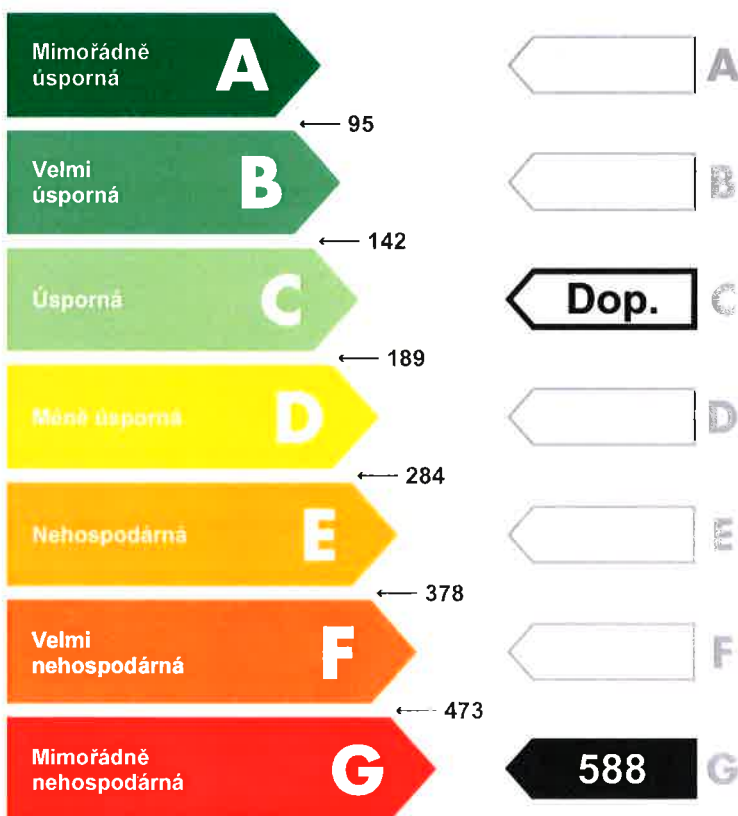 Mimořádně
úsporná
A
A
← 95
Velmi
úsporná
B
B
← 142
Úsporná
C
Dop.
C
← 189
Méně úsporná
D
D
← 284
Nehospodárná
E
E
← 378
Velmi
nehospodárná
F
F
← 473
Mimořádně
nehospodárná
G
588
G